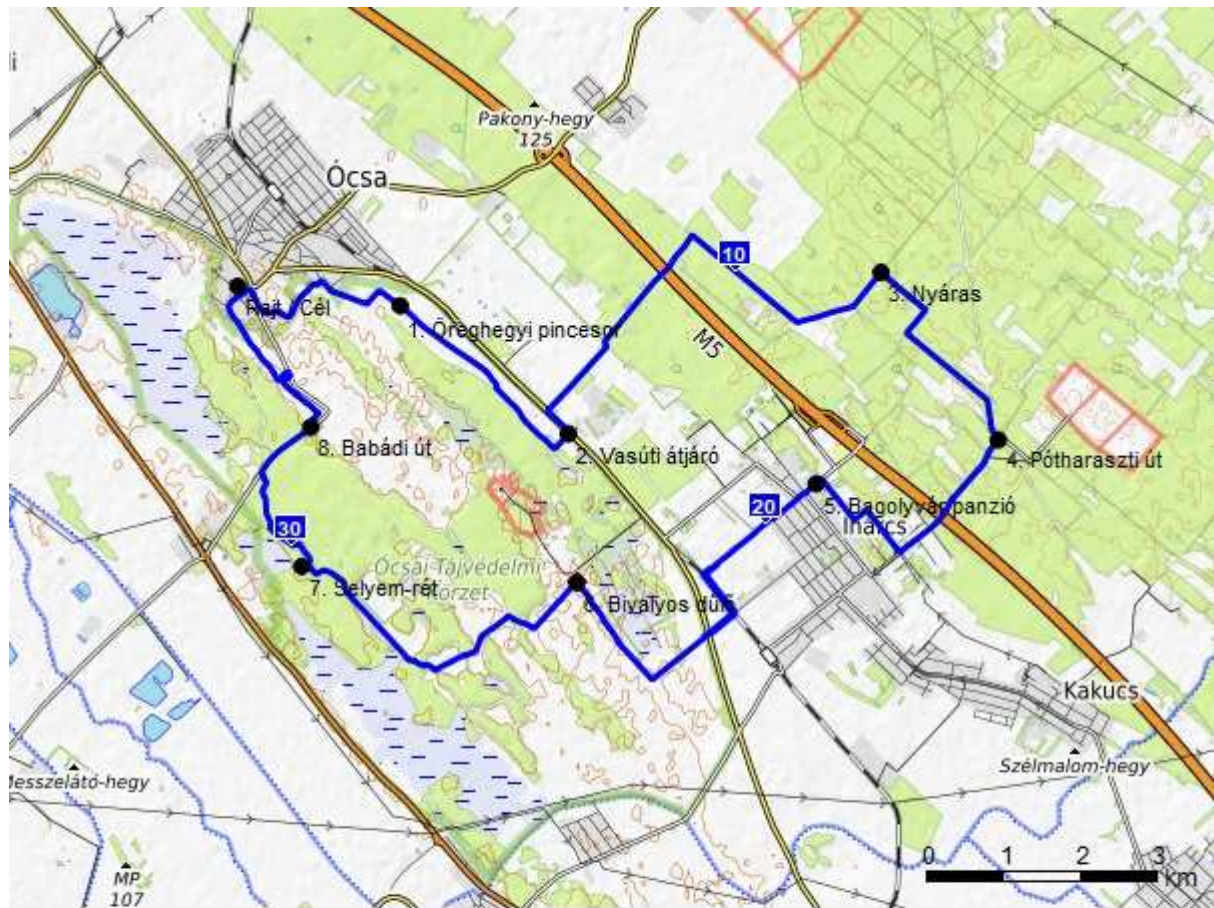 Pakony-hegy
125
Ócsa
10
3. Nyáras
Rajt / Cél
1. Öreghegyi pincesor
M5
2. Vasúti átjáró
4. Pótharaszti út
8. Babádi út
20
5. Bagolyvár panzió
Inárcs
30
7. Selyem-rét
Ócsai Tájvédelmi
Körzet
6. Bivalyos dűlő
Kakucs
Szélmalom-hegy
Messzelátó-hegy
MP
107
0 1 2 3
km